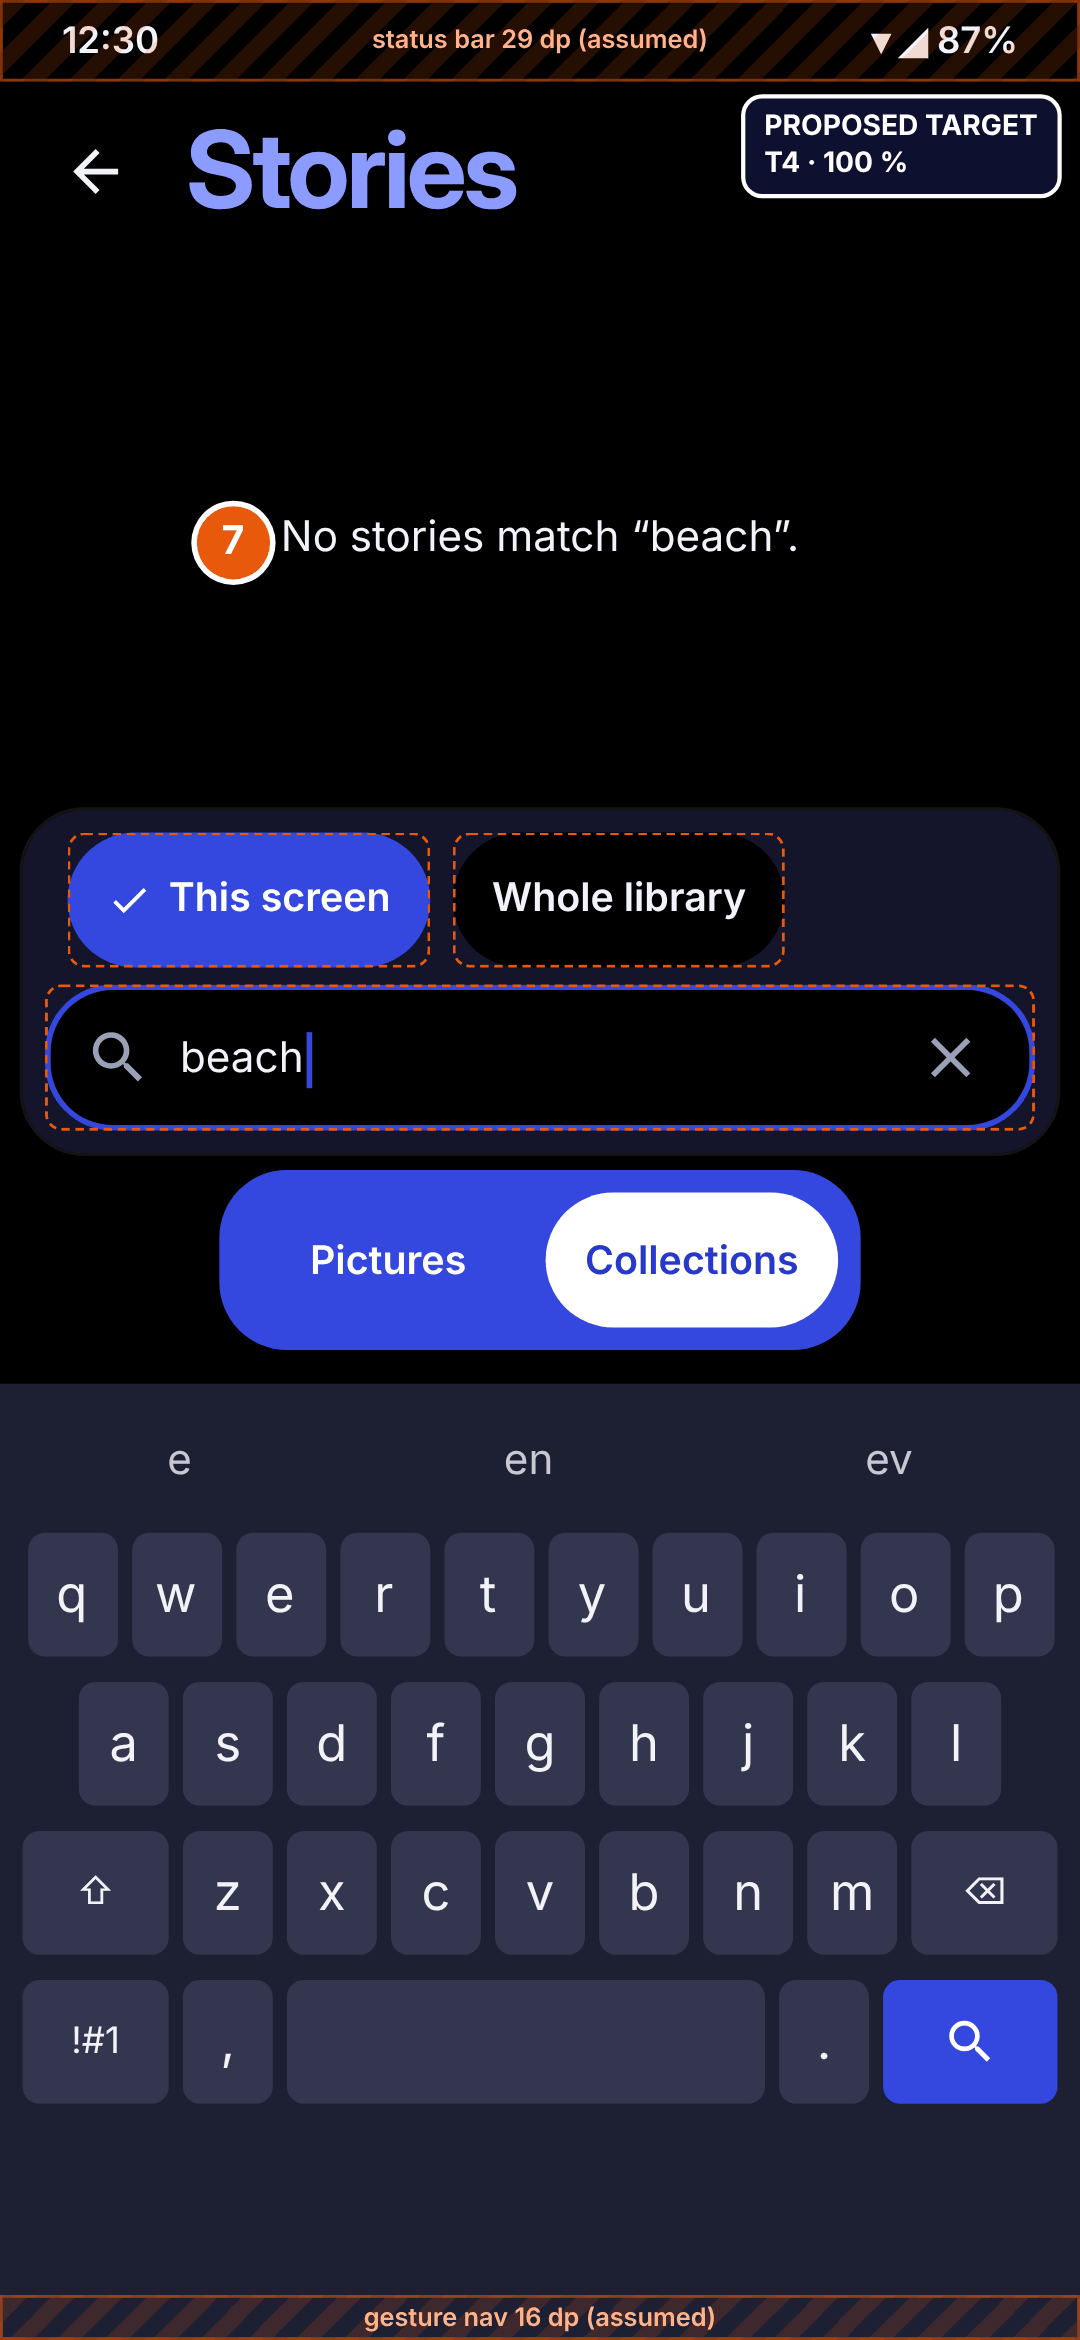 12:30
status bar 29 dp (assumed)
87%
Stories
PROPOSED TARGET
T4 · 100 %
7
No stories match “beach”.
This screen
Whole library
beach
Pictures
Collections
e en ev
q w e r t y u i o p
a s d f g h j k l
z x c v b n m
!#1 , .
gesture nav 16 dp (assumed)